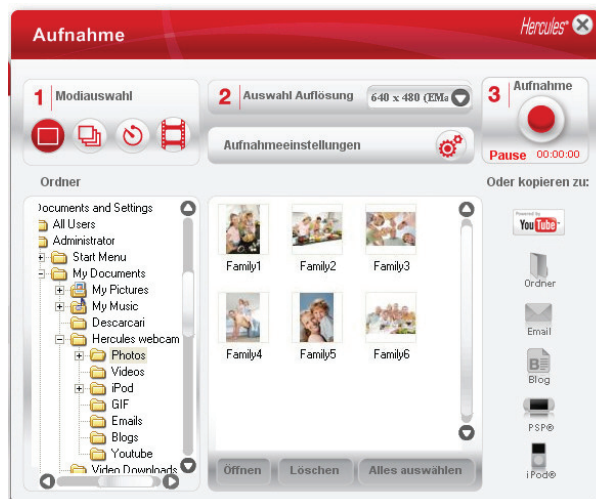 Aufnahme
Hercules®
1 Modiauswahl
2 Auswahl Auflösung
640 x 480 (EMa
3 Aufnahme
Aufnahmeeinstellungen
Pause 00:00:00
Ordner
Oder kopieren zu:
Documents and Settings
All Users
Administrator
Start Menu
My Documents
My Pictures
My Music
Descarcari
Hercules webcam
Photos
Videos
iPod
GIF
Emails
Blogs
Youtube
Video Downloads
Family1
Family2
Family3
Family4
Family5
Family6
Öffnen
Löschen
Alles auswählen
Powered by
YouTube
Ordner
Email
B
Blog
PSP®
iPod®